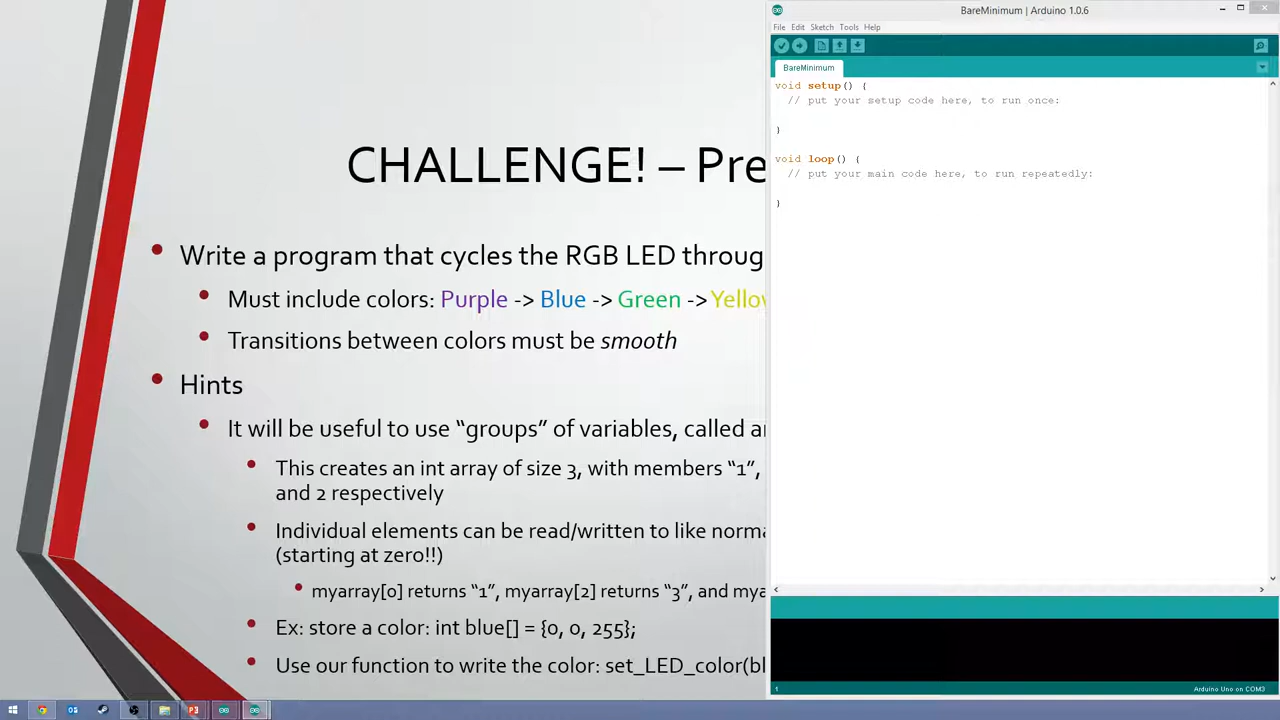 BareMinimum | Arduino 1.0.6
File Edit Sketch Tools Help
BareMinimum
void setup() {
// put your setup code here, to run once:
}
void loop() {
// put your main code here, to run repeatedly:
}
1
Arduino Uno on COM3
CHALLENGE! – Pre
Write a program that cycles the RGB LED throug
Must include colors: Purple -> Blue -> Green -> Yellow
Transitions between colors must be smooth
Hints
It will be useful to use “groups” of variables, called ar
This creates an int array of size 3, with members “1”,
and 2 respectively
Individual elements can be read/written to like norma
(starting at zero!!)
myarray[0] returns “1”, myarray[2] returns “3”, and mya
Ex: store a color: int blue[] = {0, 0, 255};
Use our function to write the color: set_LED_color(bl